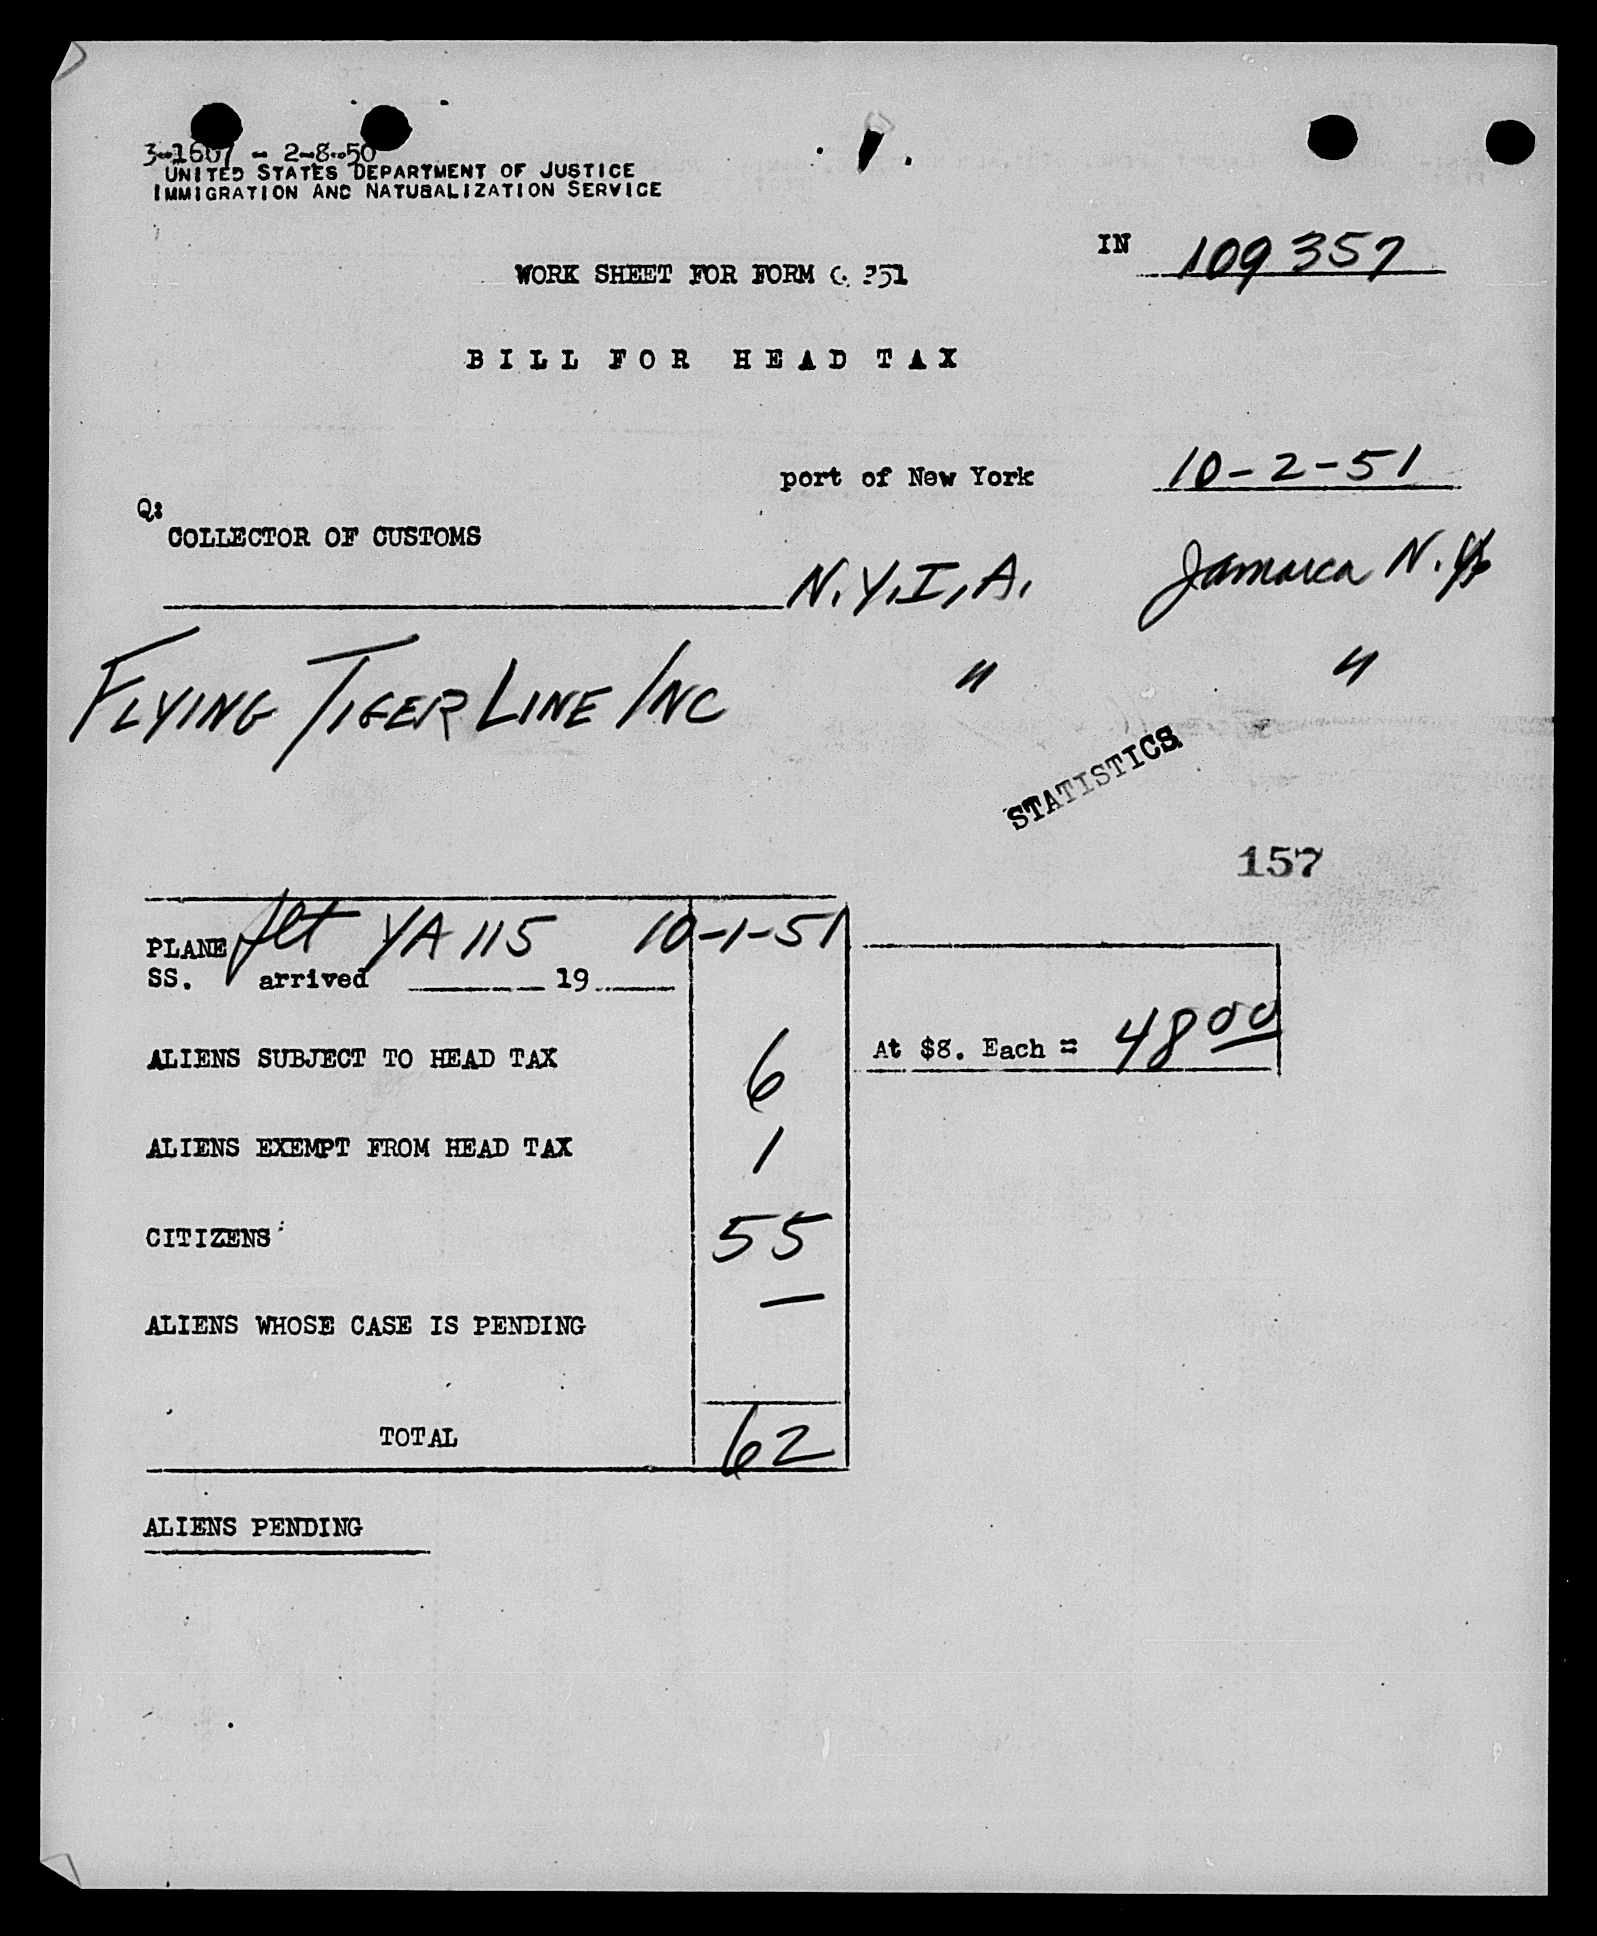 3-1607 - 2-8-50
UNITED STATES DEPARTMENT OF JUSTICE
IMMIGRATION AND NATURALIZATION SERVICE
IN 109357
WORK SHEET FOR FORM
BILL FOR HEAD TAX
port of New York 10-2-51
Q:
COLLECTOR OF CUSTOMS
N.Y.I.A. Jamaica N.Y.
FLYING TIGER LINE INC " "
STATISTICS
157
PLANE flt YA 115 10-1-51
SS. arrived 19
ALIENS SUBJECT TO HEAD TAX 6 At $8. Each = 48 00
ALIENS EXEMPT FROM HEAD TAX 1
CITIZENS 55
ALIENS WHOSE CASE IS PENDING —
TOTAL 62
ALIENS PENDING